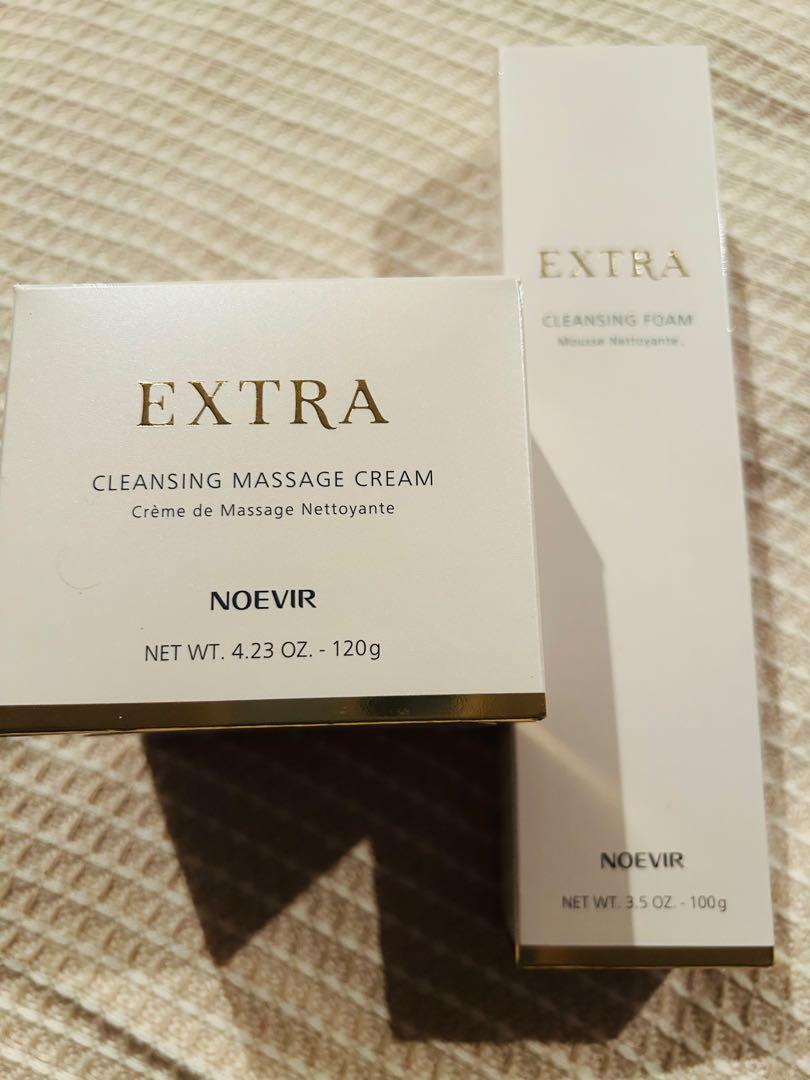 EXTRA
CLEANSING MASSAGE CREAM
Crème de Massage Nettoyante
NOEVIR
NET WT. 4.23 OZ. - 120g
EXTRA
CLEANSING FOAM
Mousse Nettoyante
NOEVIR
NET WT. 3.5 OZ. - 100g